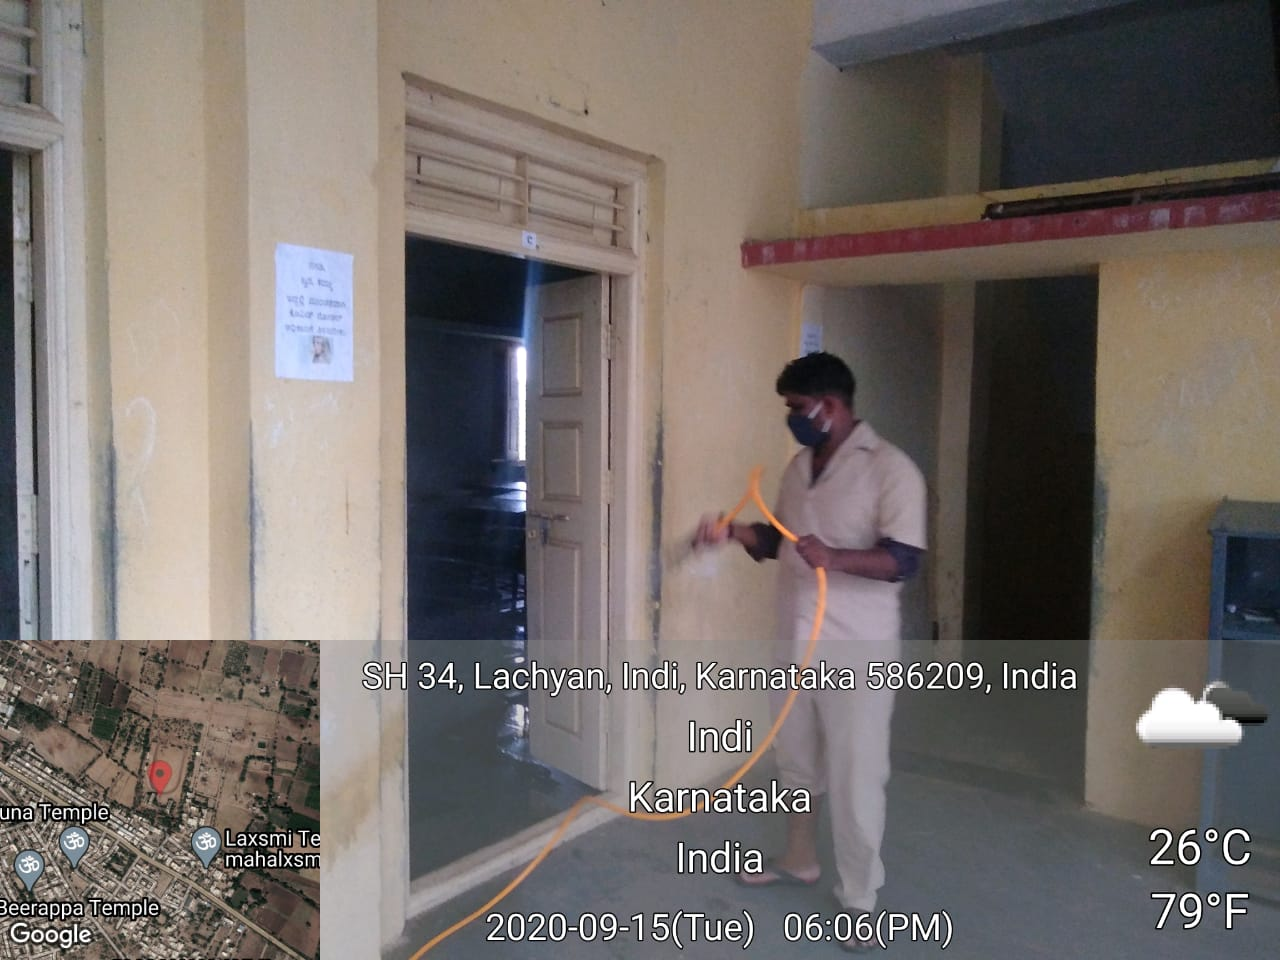 C
SH 34, Lachyan, Indi, Karnataka 586209, India
Indi
Karnataka
India
2020-09-15(Tue) 06:06(PM)
26°C
79°F
una Temple
Laxsmi Te
mahalxsm
Beerappa Temple
Google